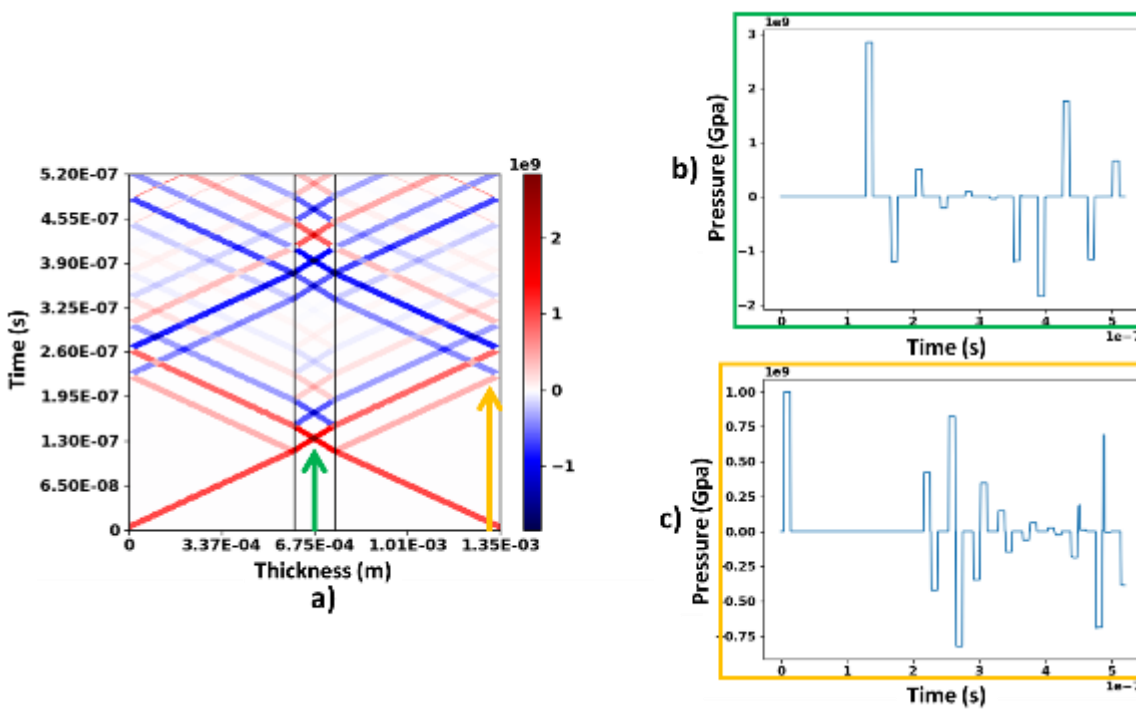 1e9
5.20E-07
4.55E-07
3.90E-07
3.25E-07
2.60E-07
1.95E-07
1.30E-07
6.50E-08
0
Time (s)
0 3.37E-04 6.75E-04 1.01E-03 1.35E-03
Thickness (m)
a)
2
1
0
−1
b)
1e9
3
2
1
0
−1
−2
Pressure (Gpa)
0 1 2 3 4 5
1e−7
Time (s)
c)
1e9
1.00
0.75
0.50
0.25
0.00
−0.25
−0.50
−0.75
Pressure (Gpa)
0 1 2 3 4 5
Time (s)